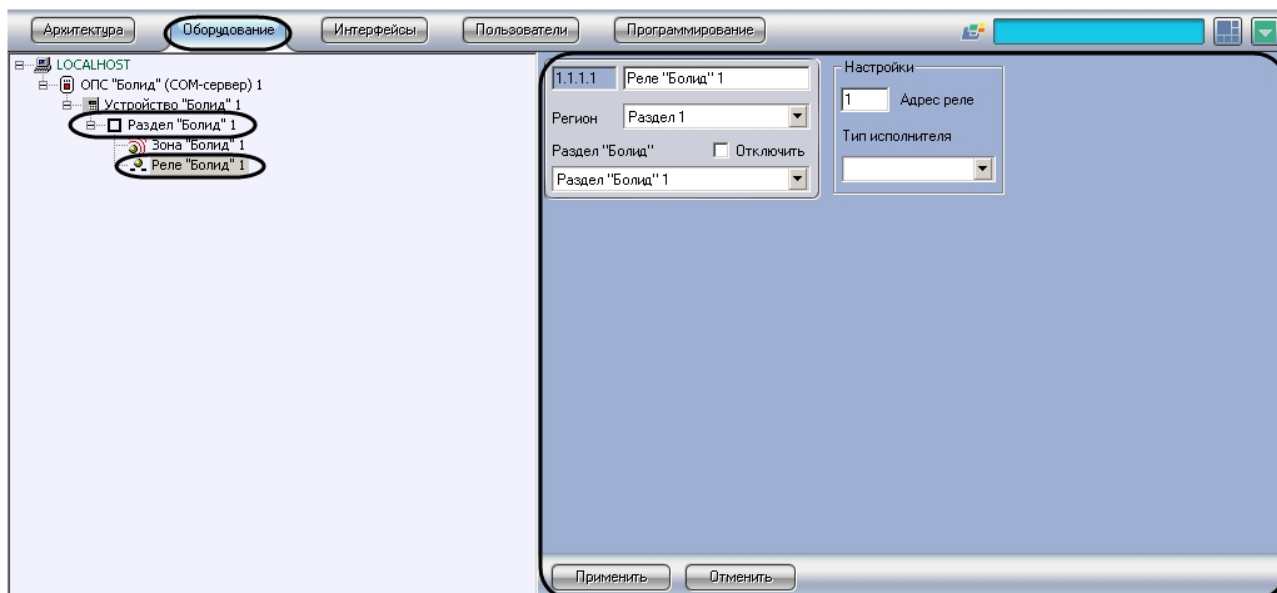 Архитектура Оборудование Интерфейсы Пользователи Программирование
LOCALHOST
ОПС "Болид" (COM-сервер) 1
Устройство "Болид" 1
Раздел "Болид" 1
Зона "Болид" 1
Реле "Болид" 1
1.1.1.1 Реле "Болид" 1
Регион Раздел 1
Раздел "Болид" Отключить
Раздел "Болид" 1
Настройки
1 Адрес реле
Тип исполнителя
Применить Отменить